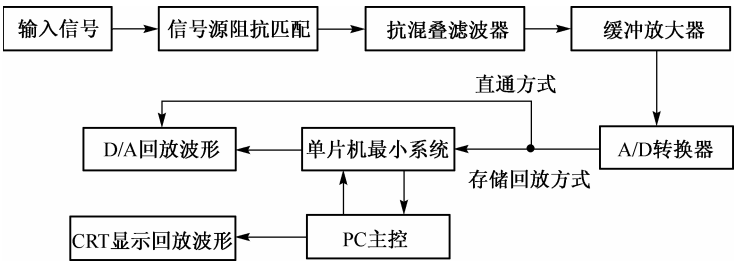 输入信号
信号源阻抗匹配
抗混叠滤波器
缓冲放大器
直通方式
D/A回放波形
单片机最小系统
A/D转换器
存储回放方式
CRT显示回放波形
PC主控